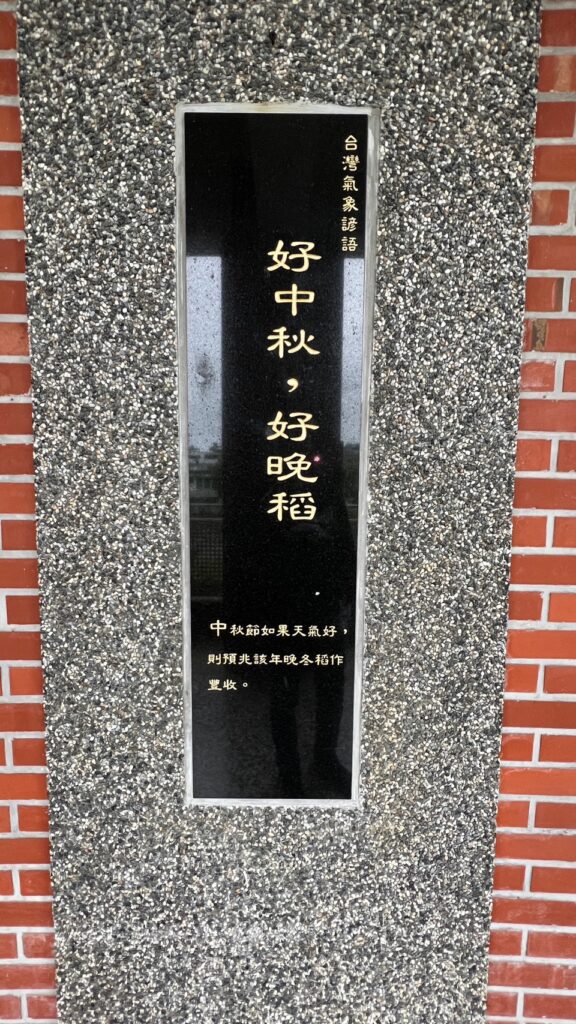 台灣氣象諺語
好中秋，好晚稻
中秋節如果天氣好，
則預兆該年晚冬稻作
豐收。